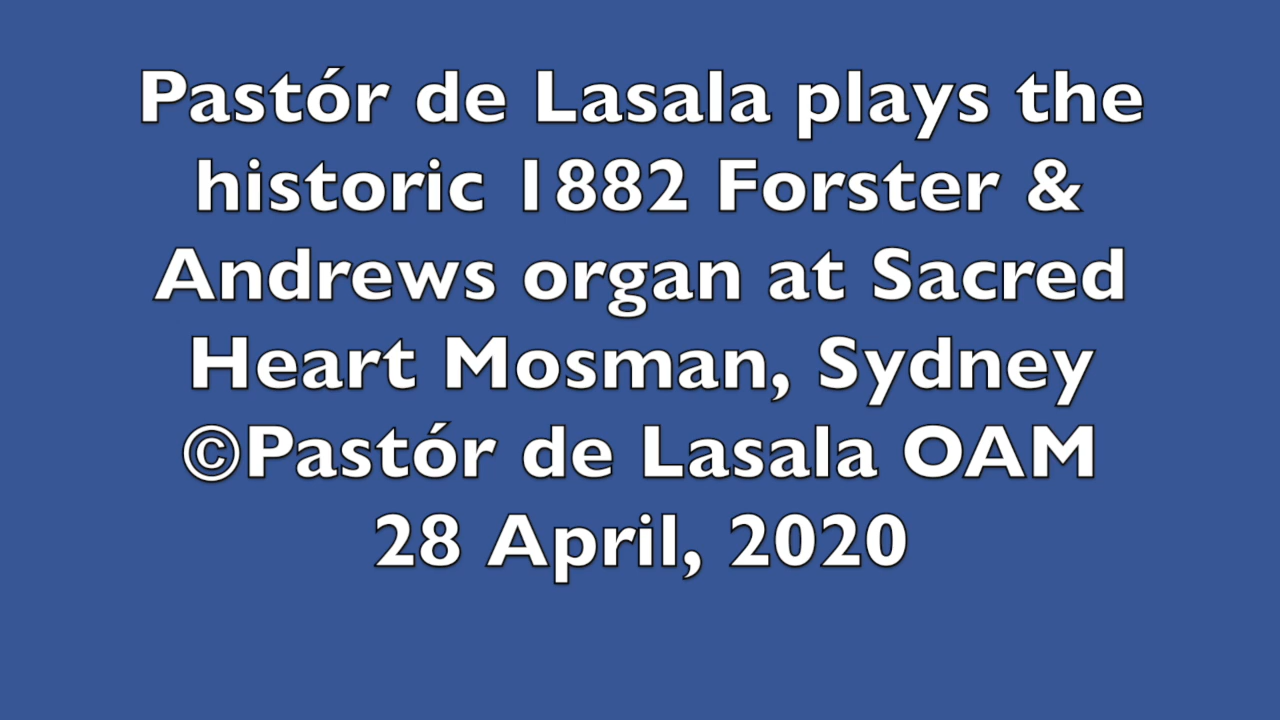 Pastór de Lasala plays the
historic 1882 Forster &
Andrews organ at Sacred
Heart Mosman, Sydney
©Pastór de Lasala OAM
28 April, 2020